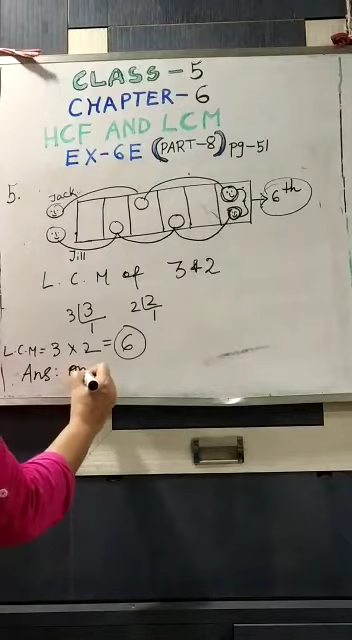 CLASS - 5
CHAPTER - 6
HCF AND LCM
EX-6E (PART-8) pg-51
5.
Jack
6th
Jill
L.C.M of 3 & 2
3 3 2 2
1 1
L.C.M = 3 x 2 = 6
Ans: